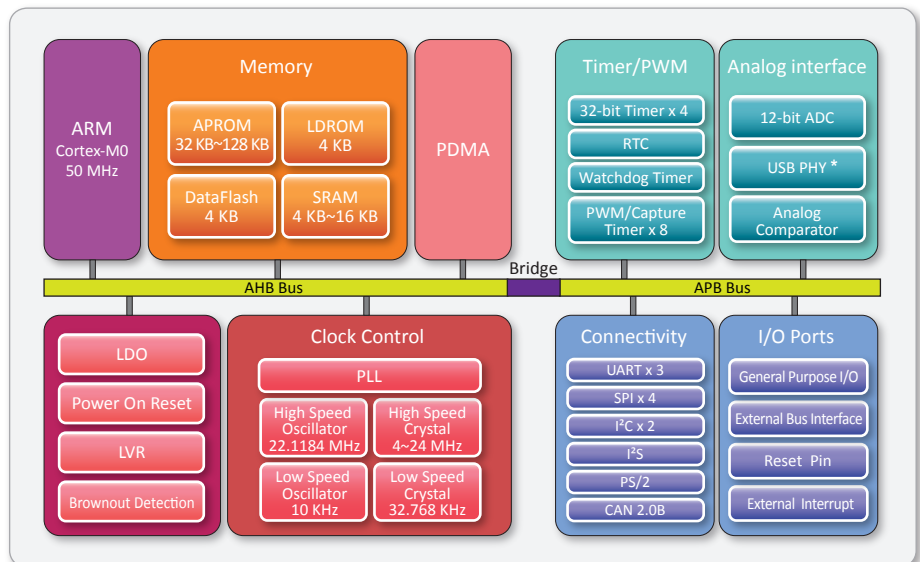 ARM
Cortex-M0
50 MHz
Memory
APROM
32 KB~128 KB
LDROM
4 KB
DataFlash
4 KB
SRAM
4 KB~16 KB
PDMA
Timer/PWM
32-bit Timer x 4
RTC
Watchdog Timer
PWM/Capture
Timer x 8
Analog interface
12-bit ADC
USB PHY *
Analog
Comparator
Bridge
AHB Bus
APB Bus
LDO
Power On Reset
LVR
Brownout Detection
Clock Control
PLL
High Speed
Oscillator
22.1184 MHz
High Speed
Crystal
4~24 MHz
Low Speed
Oscillator
10 KHz
Low Speed
Crystal
32.768 KHz
Connectivity
UART x 3
SPI x 4
I²C x 2
I²S
PS/2
CAN 2.0B
I/O Ports
General Purpose I/O
External Bus Interface
Reset Pin
External Interrupt